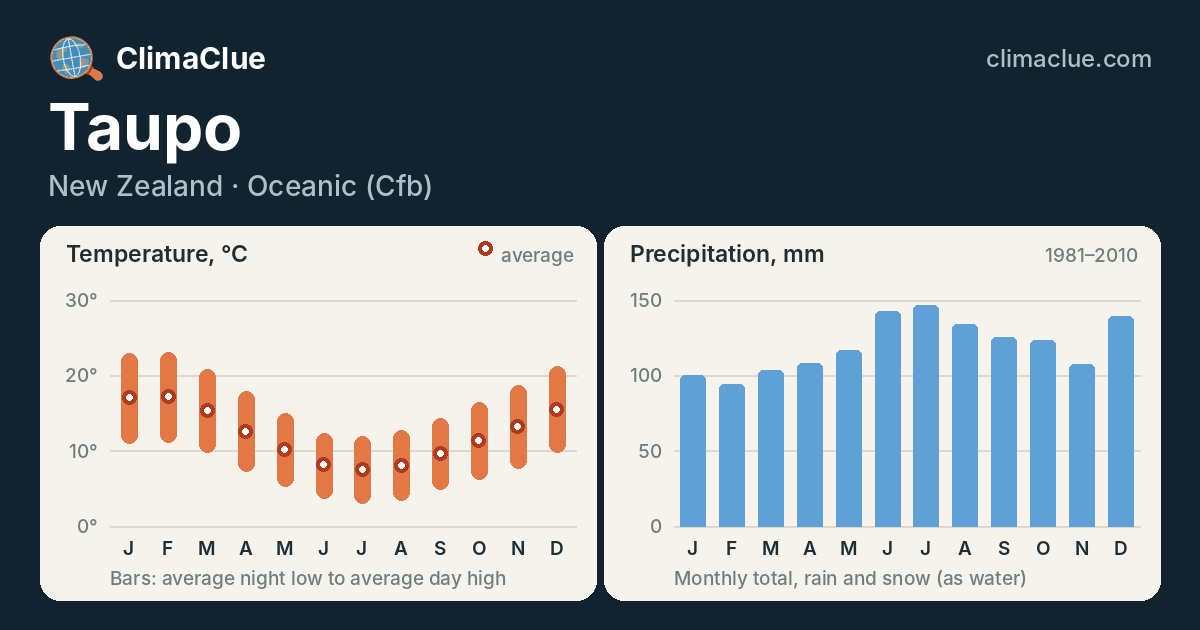 ClimaClue
climaclue.com
Taupo
New Zealand · Oceanic (Cfb)
Temperature, °C
average
30°
20°
10°
0°
J F M A M J J A S O N D
Bars: average night low to average day high
Precipitation, mm
1981–2010
150
100
50
0
J F M A M J J A S O N D
Monthly total, rain and snow (as water)